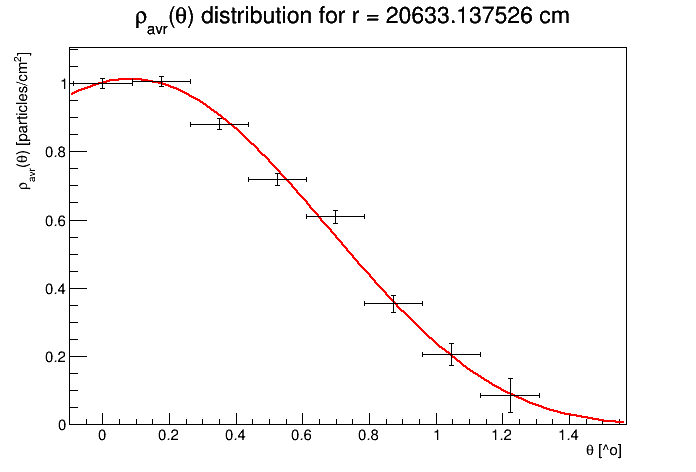 ρavr(θ) distribution for r = 20633.137526 cm
ρavr(θ) [particles/cm²]
1
0.8
0.6
0.4
0.2
0
0 0.2 0.4 0.6 0.8 1 1.2 1.4
θ [^o]